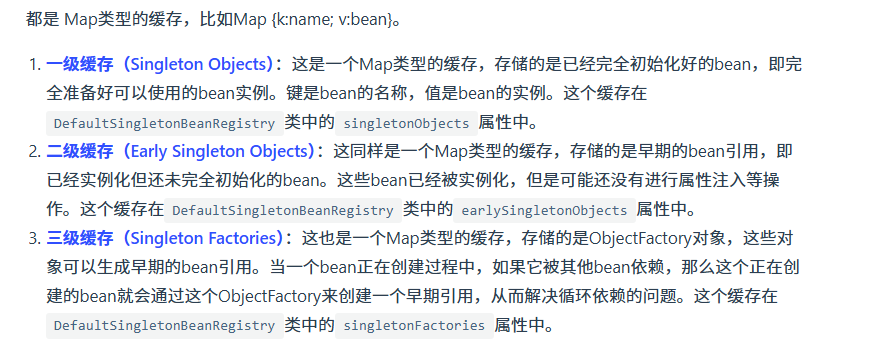 都是 Map类型的缓存，比如Map {k:name; v:bean}。
1. 一级缓存（Singleton Objects）：这是一个Map类型的缓存，存储的是已经完全初始化好的bean，即完
全准备好可以使用的bean实例。键是bean的名称，值是bean的实例。这个缓存在
DefaultSingletonBeanRegistry 类中的 singletonObjects 属性中。
2. 二级缓存（Early Singleton Objects）：这同样是一个Map类型的缓存，存储的是早期的bean引用，即
已经实例化但还未完全初始化的bean。这些bean已经被实例化，但是可能还没有进行属性注入等操
作。这个缓存在 DefaultSingletonBeanRegistry 类中的 earlySingletonObjects 属性中。
3. 三级缓存（Singleton Factories）：这也是一个Map类型的缓存，存储的是ObjectFactory对象，这些对
象可以生成早期的bean引用。当一个bean正在创建过程中，如果它被其他bean依赖，那么这个正在创
建的bean就会通过这个ObjectFactory来创建一个早期引用，从而解决循环依赖的问题。这个缓存在
DefaultSingletonBeanRegistry 类中的 singletonFactories 属性中。